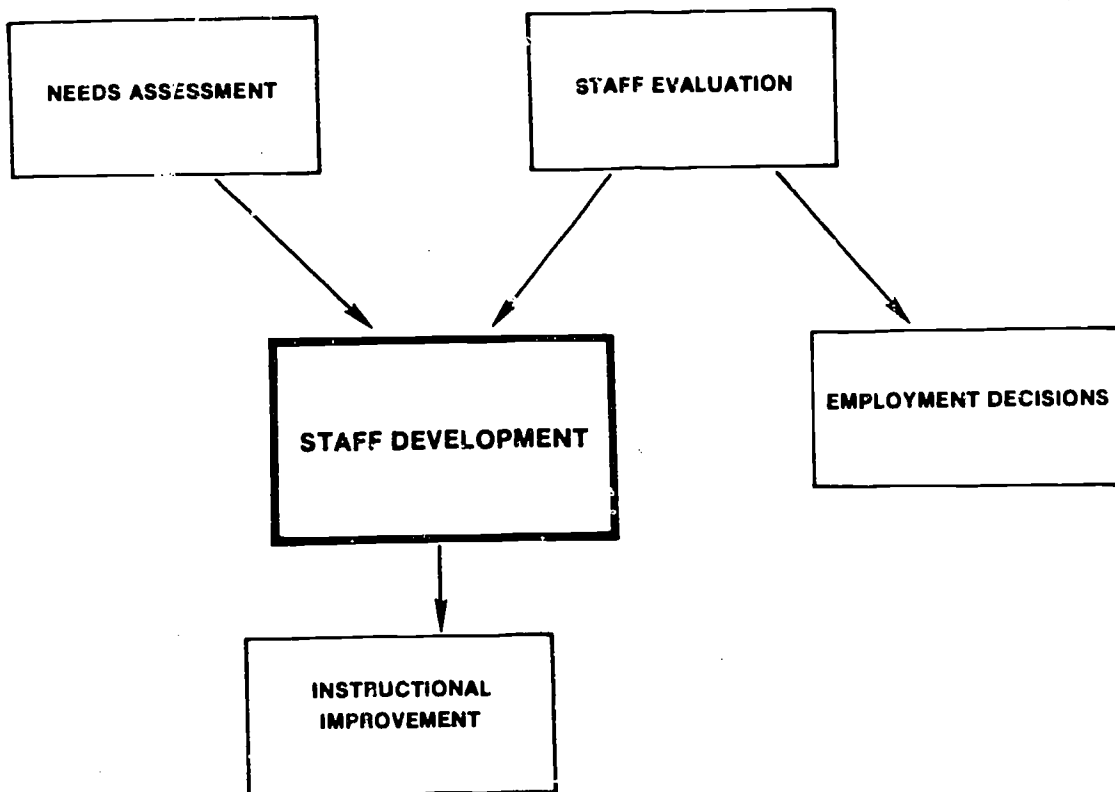 NEEDS ASSESSMENT
STAFF EVALUATION
EMPLOYMENT DECISIONS
STAFF DEVELOPMENT
INSTRUCTIONAL
IMPROVEMENT